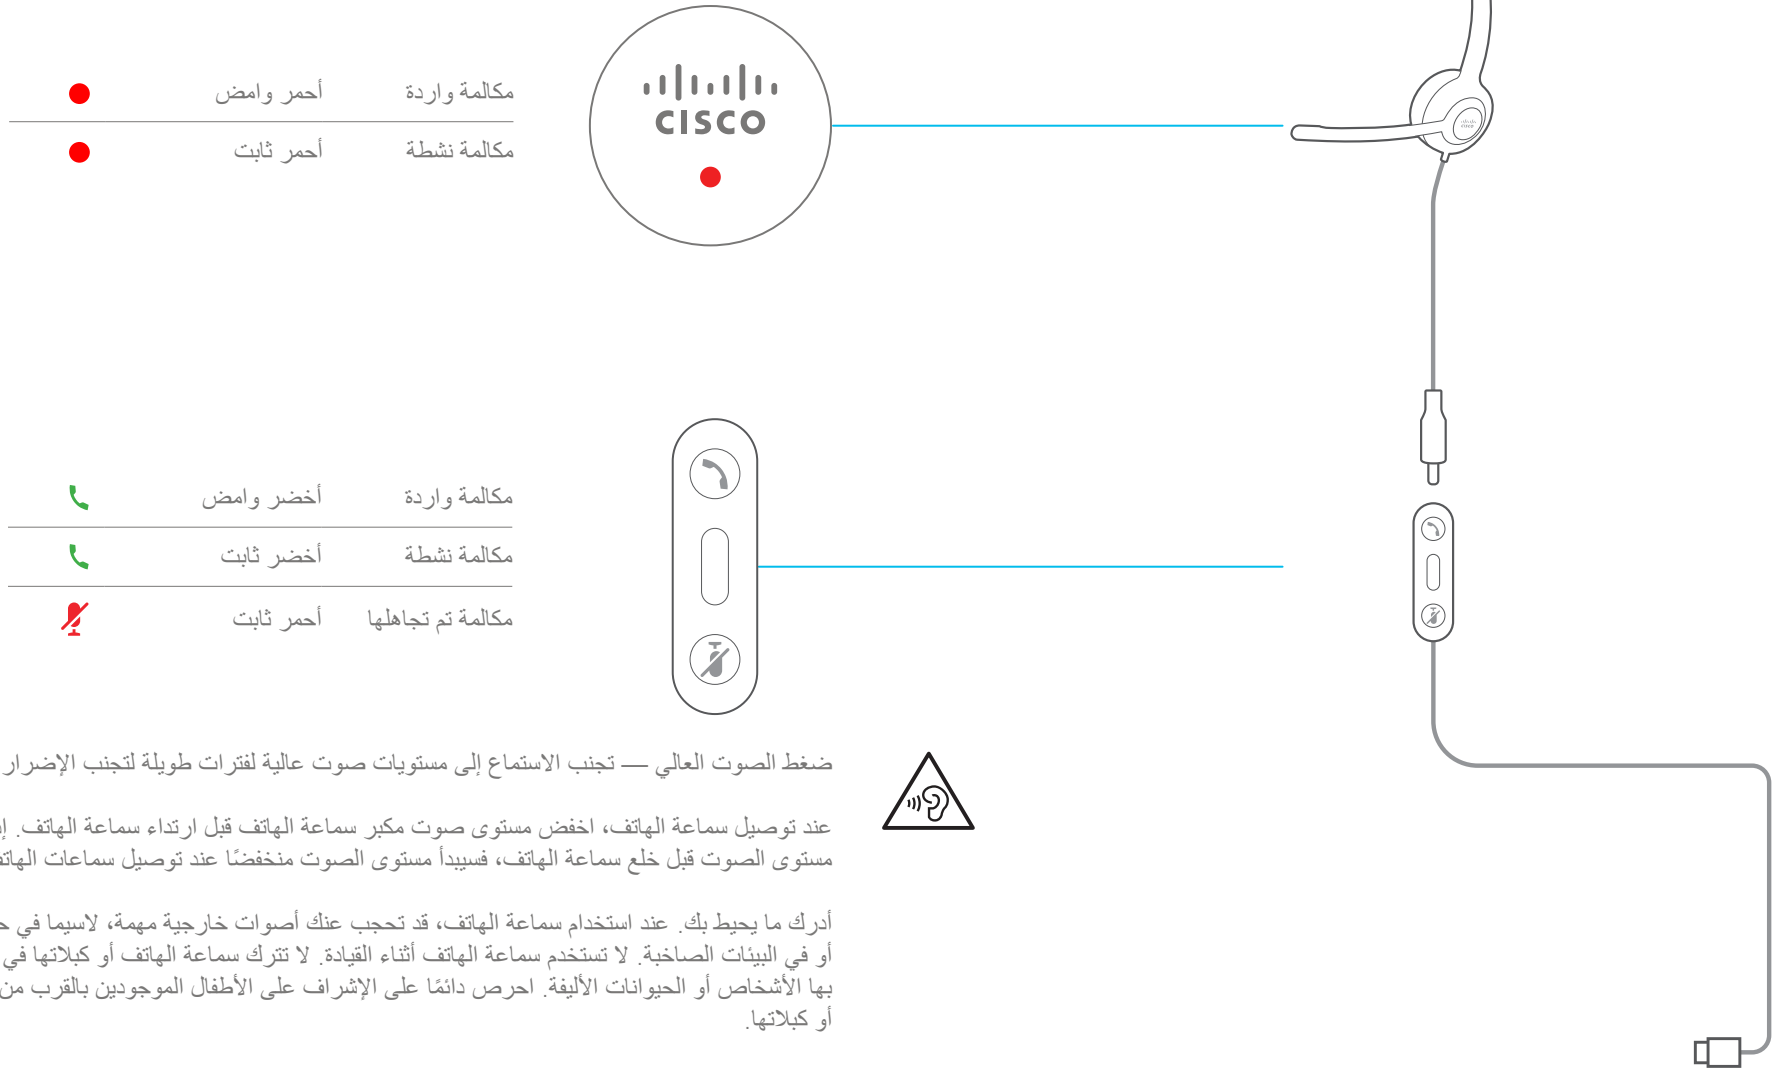 مكالمة واردة أحمر وامض
مكالمة نشطة أحمر ثابت
CISCO
مكالمة واردة أخضر وامض
مكالمة نشطة أخضر ثابت
مكالمة تم تجاهلها أحمر ثابت
ضغط الصوت العالي — تجنب الاستماع إلى مستويات صوت عالية لفترات طويلة لتجنب الإضرار
عند توصيل سماعة الهاتف، اخفض مستوى صوت مكبر سماعة الهاتف قبل ارتداء سماعة الهاتف.
مستوى الصوت قبل خلع سماعة الهاتف، فسيبدأ مستوى الصوت منخفضًا عند توصيل سماعات
أدرك ما يحيط بك. عند استخدام سماعة الهاتف، قد تحجب عنك أصوات خارجية مهمة، لاسيما في
أو في البيئات الصاخبة. لا تستخدم سماعة الهاتف أثناء القيادة. لا تترك سماعة الهاتف أو كبلاتها في
بها الأشخاص أو الحيوانات الأليفة. احرص دائمًا على الإشراف على الأطفال الموجودين بالقرب من
أو كبلاتها.